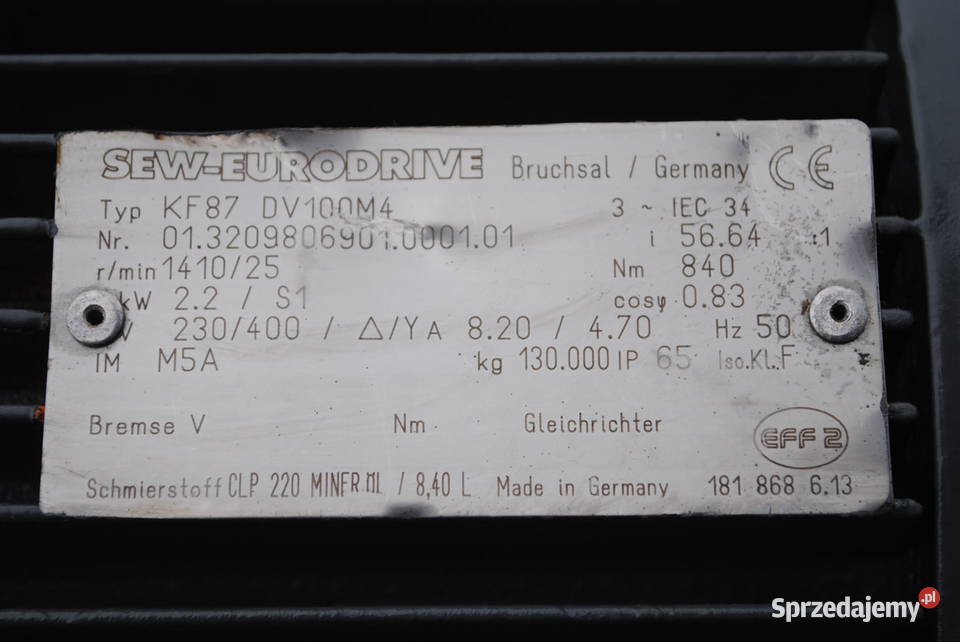 SEW-EURODRIVE Bruchsal / Germany CE
Typ KF87 DV100M4 3 ~ IEC 34
Nr. 01.3209806901.0001.01 i 56.64 :1
r/min 1410/25 Nm 840
kW 2.2 / S1 cosφ 0.83
V 230/400 / △/Y A 8.20 / 4.70 Hz 50
IM M5A kg 130.000 IP 65 Iso.Kl. F
Bremse V Nm Gleichrichter
EFF 2
Schmierstoff CLP 220 MINER.ÖL / 8,40 L Made in Germany 181 868 6.13
Sprzedajemy.pl